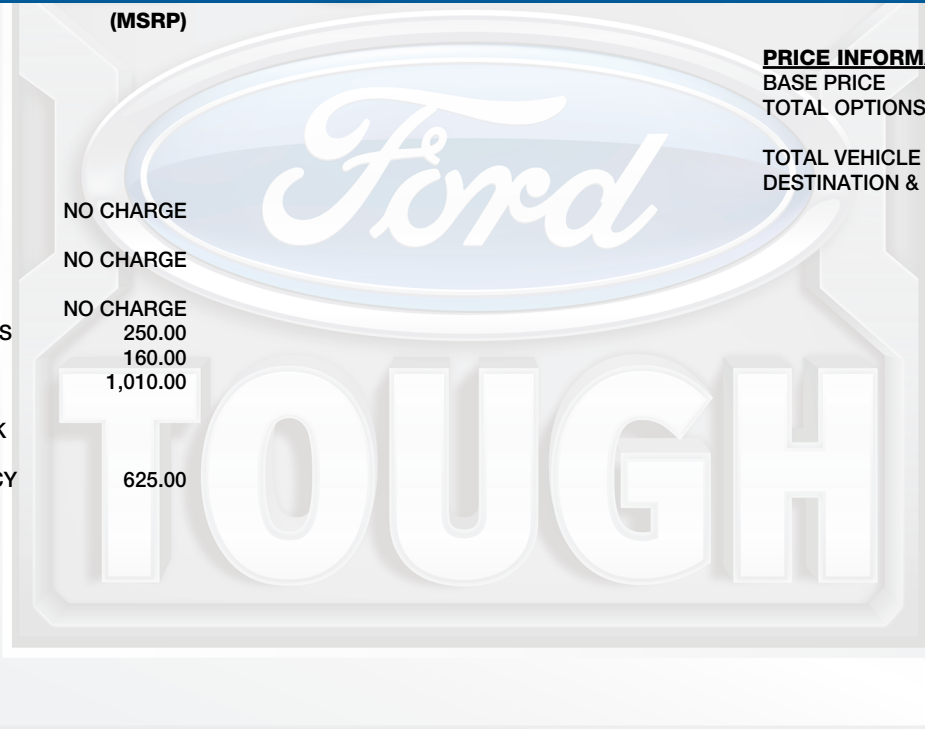 (MSRP)
NO CHARGE
NO CHARGE
NO CHARGE
S 250.00
160.00
1,010.00
K
CY 625.00
PRICE INFORMA
BASE PRICE
TOTAL OPTIONS
TOTAL VEHICLE
DESTINATION &
Ford
TOUGH